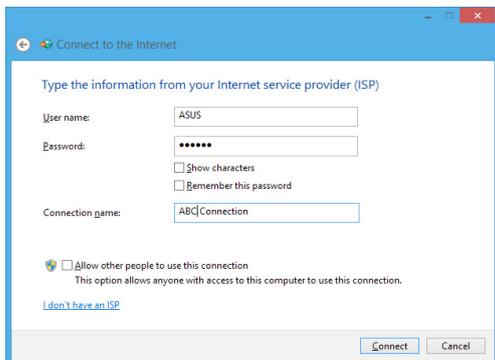 Connect to the Internet
Type the information from your Internet service provider (ISP)
User name:
ASUS
Password:
••••••
Show characters
Remember this password
Connection name:
ABC Connection
Allow other people to use this connection
This option allows anyone with access to this computer to use this connection.
I don't have an ISP
Connect
Cancel